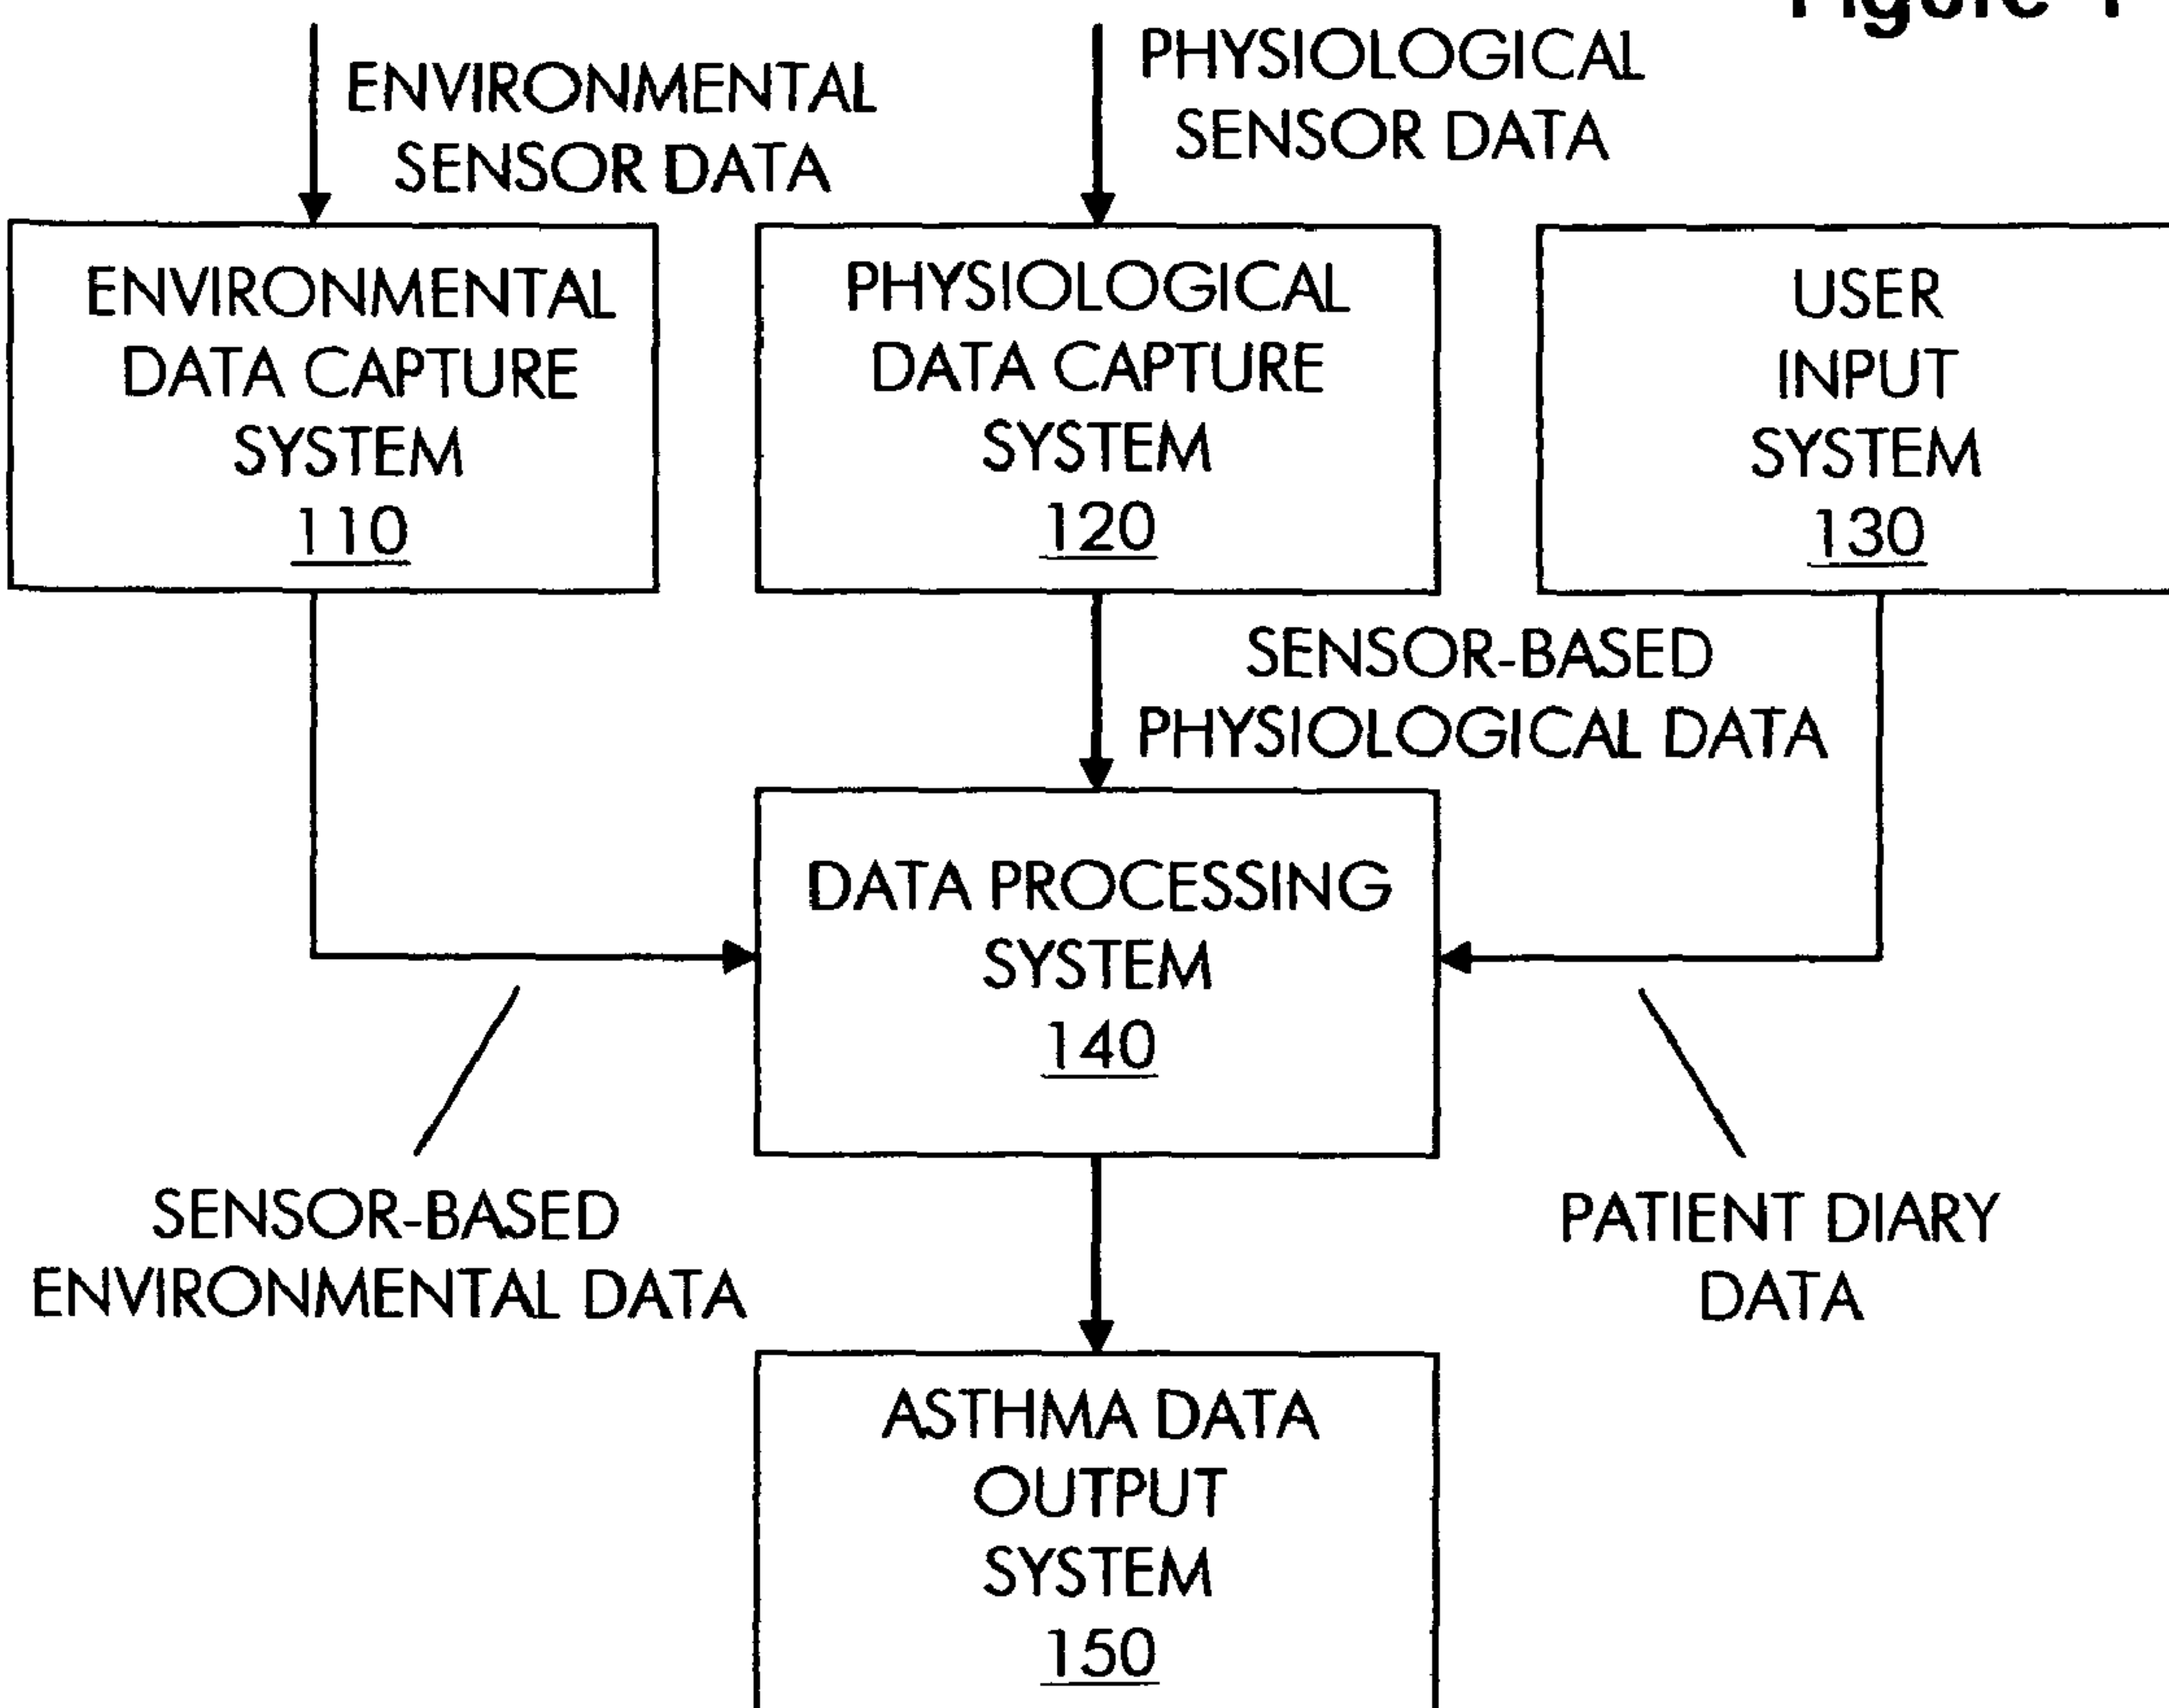 Figure 1
ENVIRONMENTAL
SENSOR DATA
PHYSIOLOGICAL
SENSOR DATA
ENVIRONMENTAL
DATA CAPTURE
SYSTEM
110
PHYSIOLOGICAL
DATA CAPTURE
SYSTEM
120
USER
INPUT
SYSTEM
130
SENSOR-BASED
PHYSIOLOGICAL DATA
DATA PROCESSING
SYSTEM
140
SENSOR-BASED
ENVIRONMENTAL DATA
PATIENT DIARY
DATA
ASTHMA DATA
OUTPUT
SYSTEM
150